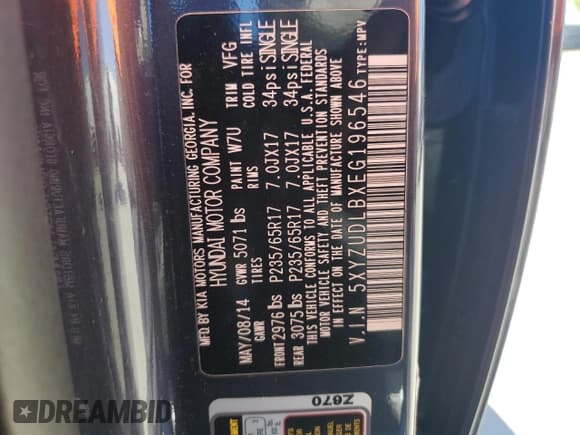 MFD.BY KIA MOTORS MANUFACTURING GEORGIA. INC. FOR
HYUNDAI MOTOR COMPANY
MAY/08/14 GVWR 5071 lbs PAINT W7U TRIM VFG
GAWR TIRES RIMS COLD TIRE INFL
FRONT 2976 lbs P235/65R17 7.0JX17 34psi SINGLE
REAR 3075 lbs P235/65R17 7.0JX17 34psi SINGLE
THIS VEHICLE CONFORMS TO ALL APPLICABLE U.S.A. FEDERAL
MOTOR VEHICLE SAFETY AND THEFT PREVENTION STANDARDS
IN EFFECT ON THE DATE OF MANUFACTURE SHOWN ABOVE
V.I.N 5XYZUDLBXEG196546 TYPE:MPV
Z670
DREAMBID